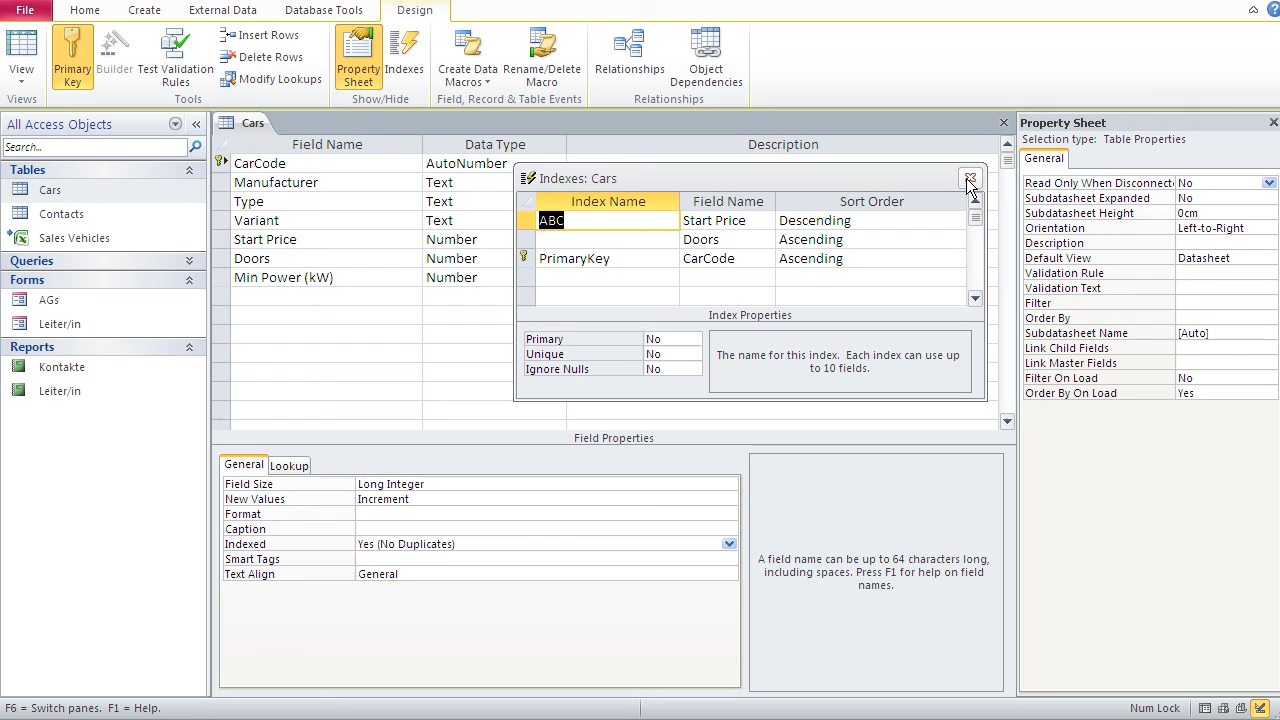 File Home Create External Data Database Tools Design
View
Primary Key
Builder
Test Validation Rules
Insert Rows
Delete Rows
Modify Lookups
Property Sheet
Indexes
Create Data Macros
Rename/Delete Macro
Relationships
Object Dependencies
Views Tools Show/Hide Field, Record & Table Events Relationships
All Access Objects
Search...
Tables
Cars
Contacts
Sales Vehicles
Queries
Forms
AGs
Leiter/in
Reports
Kontakte
Leiter/in
Cars
Field Name Data Type Description
CarCode AutoNumber
Manufacturer Text
Type Text
Variant Text
Start Price Number
Doors Number
Min Power (kW) Number
Indexes: Cars
Index Name Field Name Sort Order
ABC Start Price Descending
Doors Ascending
PrimaryKey CarCode Ascending
Index Properties
Primary No
Unique No
Ignore Nulls No
The name for this index. Each index can use up
to 10 fields.
Field Properties
General Lookup
Field Size Long Integer
New Values Increment
Format
Caption
Indexed Yes (No Duplicates)
Smart Tags
Text Align General
A field name can be up to 64 characters long,
including spaces. Press F1 for help on field
names.
Property Sheet
Selection type: Table Properties
General
Read Only When Disconnect No
Subdatasheet Expanded No
Subdatasheet Height 0cm
Orientation Left-to-Right
Description
Default View Datasheet
Validation Rule
Validation Text
Filter
Order By
Subdatasheet Name [Auto]
Link Child Fields
Link Master Fields
Filter On Load No
Order By On Load Yes
F6 = Switch panes. F1 = Help. Num Lock